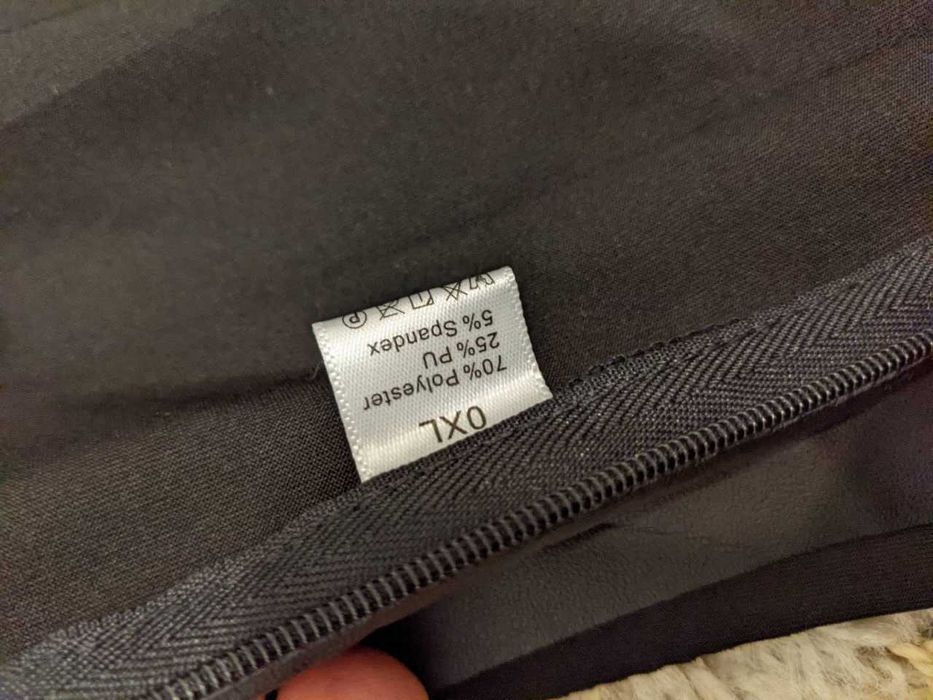 0XL
70% Polyester
25% PU
5% Spandex
P